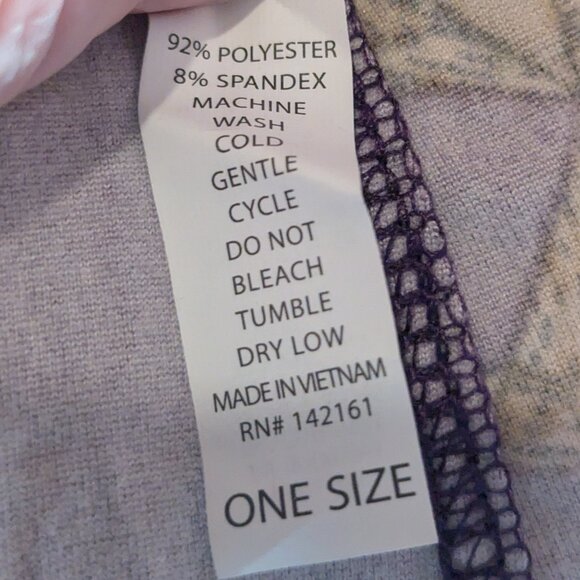 92% POLYESTER
8% SPANDEX
MACHINE
WASH
COLD
GENTLE
CYCLE
DO NOT
BLEACH
TUMBLE
DRY LOW
MADE IN VIETNAM
RN# 142161
ONE SIZE